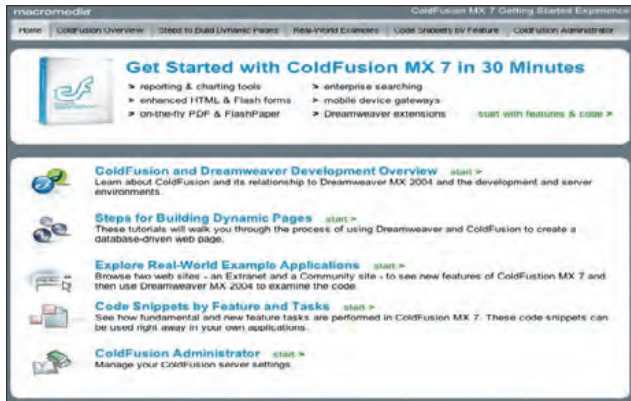 macromedia
ColdFusion MX 7 Getting Started Experience
Home ColdFusion Overview Steps to Build Dynamic Pages Real-World Examples Code Snippets by Feature ColdFusion Administrator
Get Started with ColdFusion MX 7 in 30 Minutes
> reporting & charting tools > enterprise searching
> enhanced HTML & Flash forms > mobile device gateways
> on-the-fly PDF & FlashPaper > Dreamweaver extensions start with features & code >
ColdFusion and Dreamweaver Development Overview start >
Learn about ColdFusion and its relationship to Dreamweaver MX 2004 and the development and server
environments.
Steps for Building Dynamic Pages start >
These tutorials will walk you through the process of using Dreamweaver and ColdFusion to create a
database-driven web page.
Explore Real-World Example Applications start >
Browse two web sites - an Extranet and a Community site - to see new features of ColdFustion MX 7 and
then use Dreamweaver MX 2004 to examine the code.
Code Snippets by Feature and Tasks start >
See how fundamental and new feature tasks are performed in ColdFusion MX 7. These code snippets can
be used right away in your own applications.
ColdFusion Administrator start >
Manage your ColdFusion server settings.